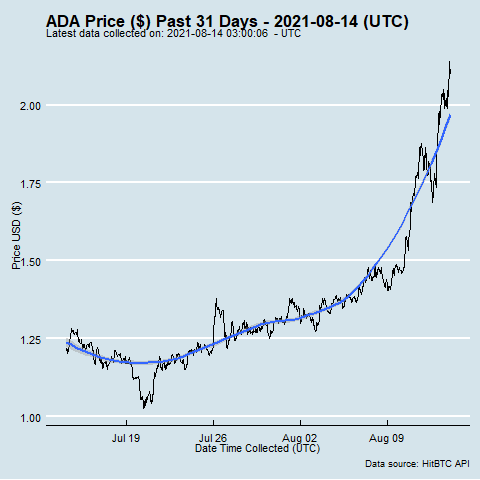 ADA Price ($) Past 31 Days - 2021-08-14 (UTC)
Latest data collected on: 2021-08-14 03:00:06  - UTC
Price USD ($)
2.00
1.75
1.50
1.25
1.00
Jul 19
Jul 26
Aug 02
Aug 09
Date Time Collected (UTC)
Data source: HitBTC API